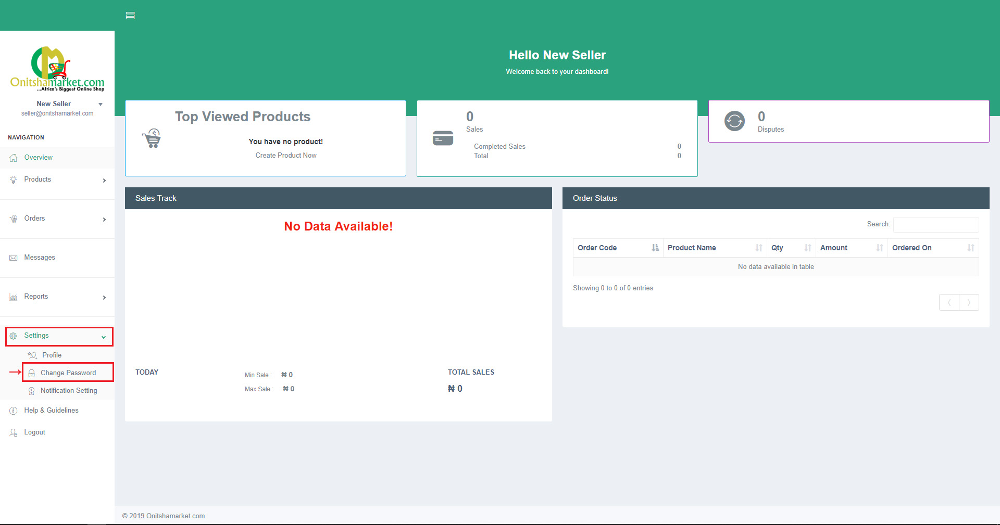 Onitshamarket.com
...Africa's Biggest Online Shop
New Seller
seller@onitshamarket.com
NAVIGATION
Overview
Products
Orders
Messages
Reports
Settings
Profile
Change Password
Notification Setting
Help & Guidelines
Logout
Hello New Seller
Welcome back to your dashboard!
Top Viewed Products
You have no product!
Create Product Now
0
Sales
Completed Sales 0
Total 0
0
Disputes
Sales Track
No Data Available!
TODAY
Min Sale : ₦ 0
Max Sale : ₦ 0
TOTAL SALES
₦ 0
Order Status
Search:
Order Code Product Name Qty Amount Ordered On
No data available in table
Showing 0 to 0 of 0 entries
© 2019 Onitshamarket.com